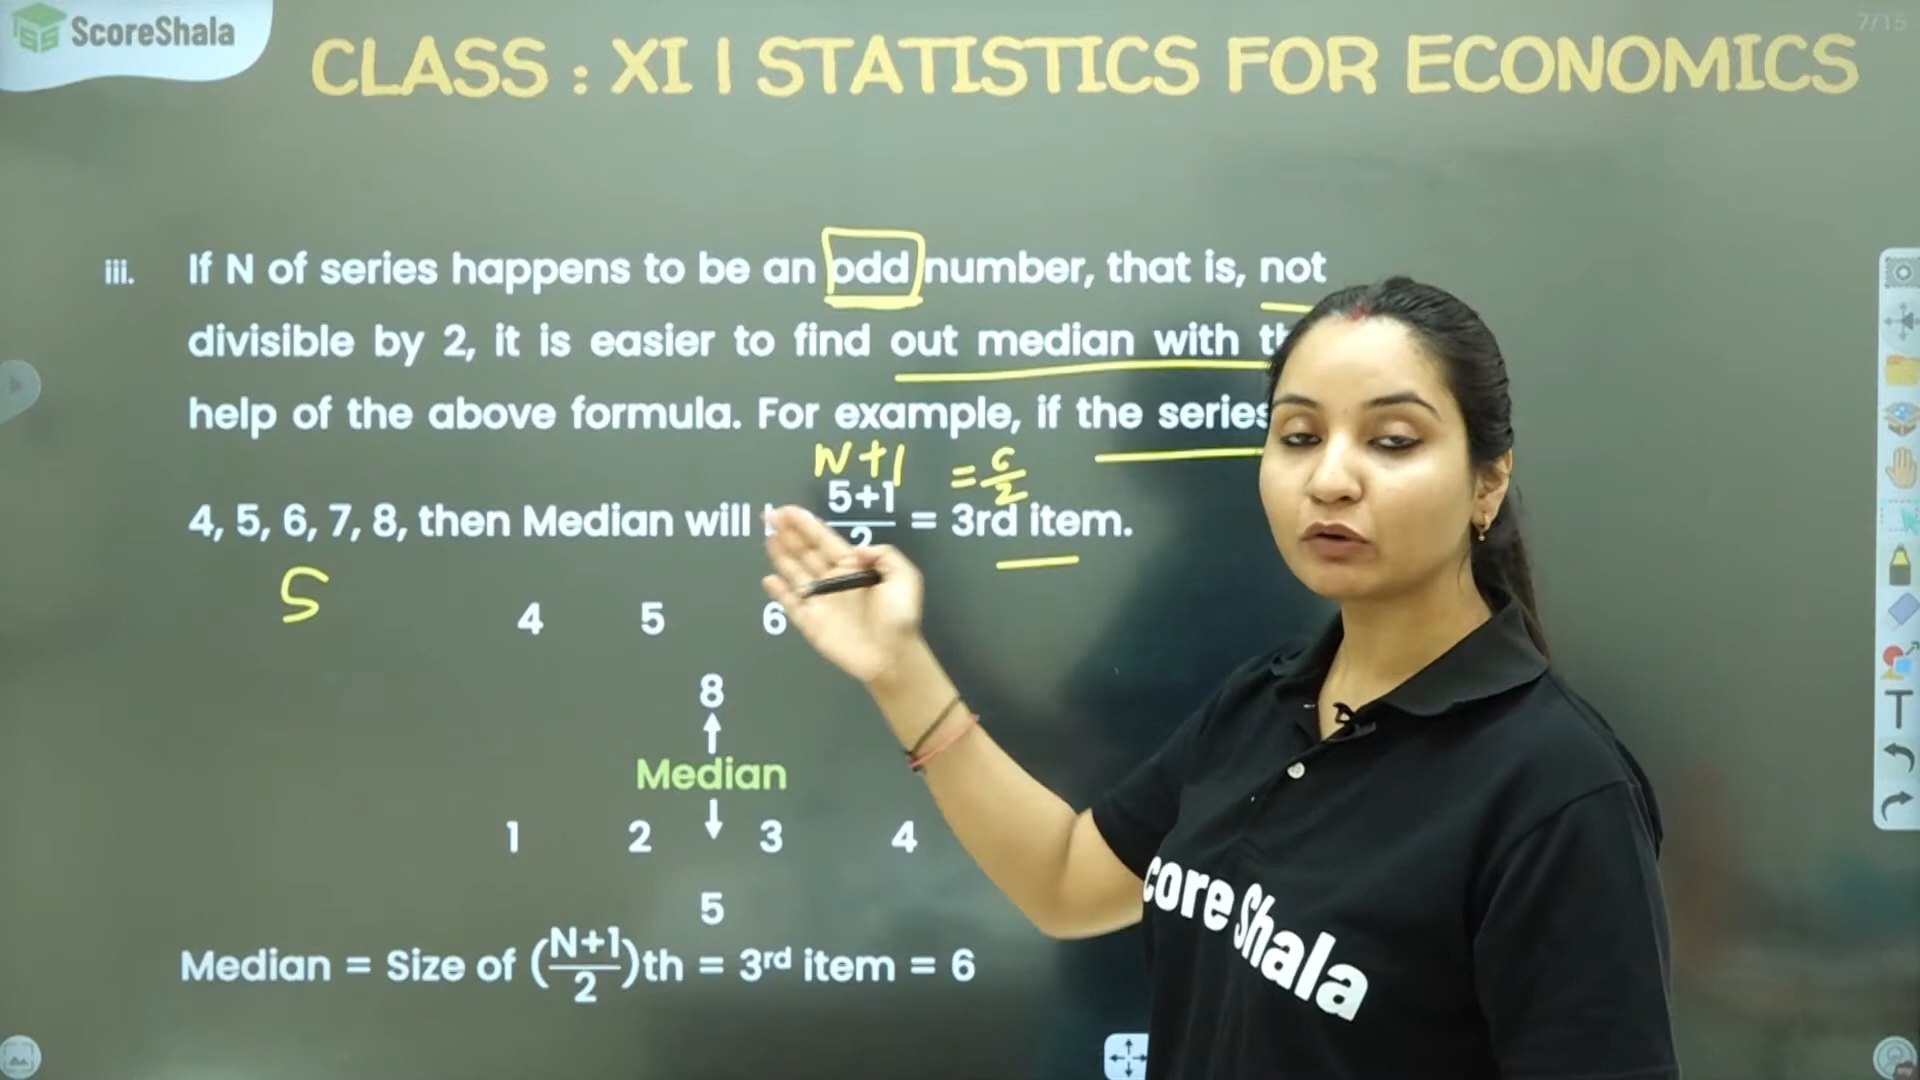 ScoreShala
7/15
CLASS : XI | STATISTICS FOR ECONOMICS
iii. If N of series happens to be an odd number, that is, not
divisible by 2, it is easier to find out median with
help of the above formula. For example, if the series
N+1 =
4, 5, 6, 7, 8, then Median will 5+1/2 = 3rd item.
5
4 5 6
8
Median
1 2 3 4
5
Median = Size of (N+1/2)th = 3rd item = 6
core Shala